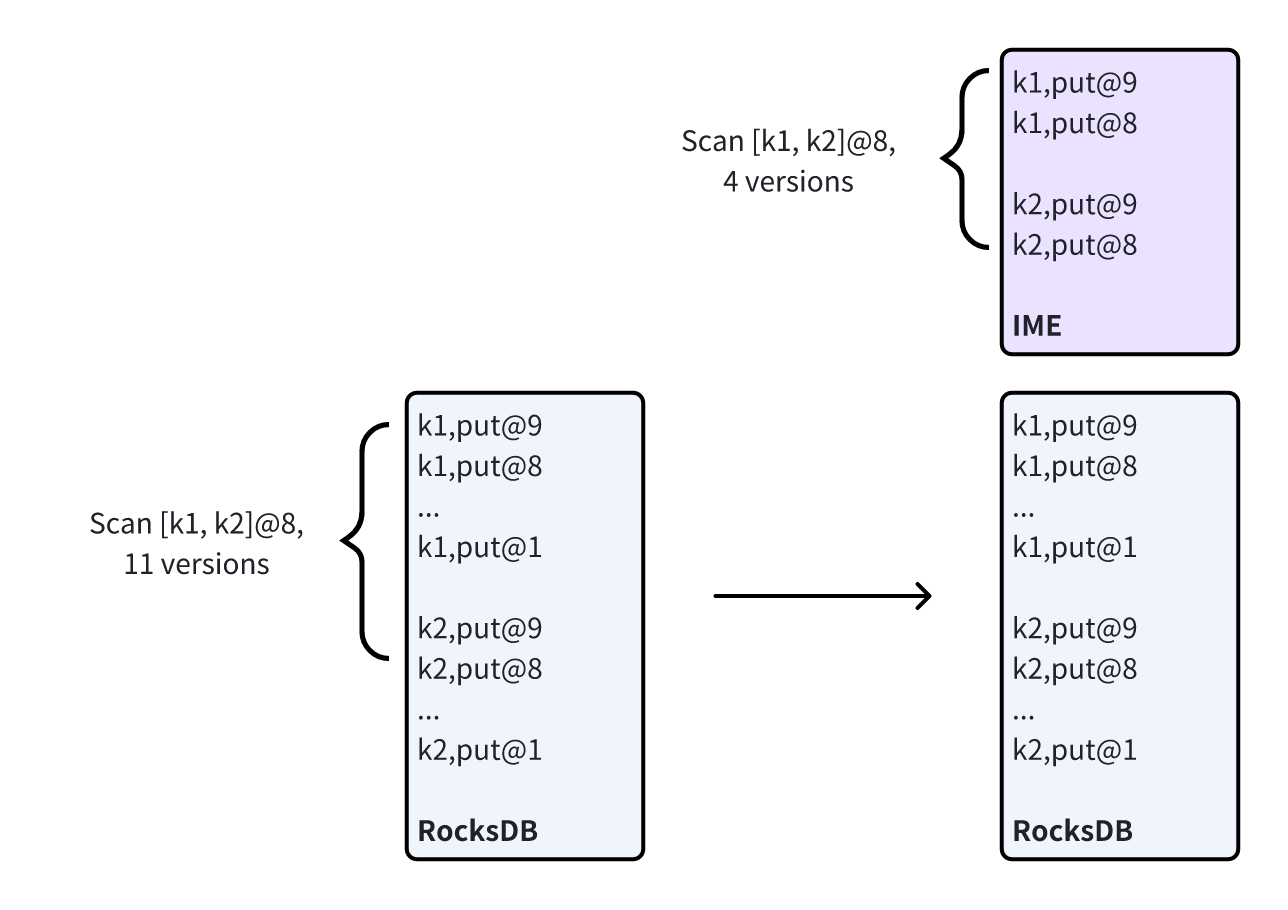 k1,put@9
k1,put@8
k2,put@9
k2,put@8
IME
Scan [k1, k2]@8,
4 versions
k1,put@9
k1,put@8
...
k1,put@1
k2,put@9
k2,put@8
...
k2,put@1
RocksDB
Scan [k1, k2]@8,
11 versions
k1,put@9
k1,put@8
...
k1,put@1
k2,put@9
k2,put@8
...
k2,put@1
RocksDB